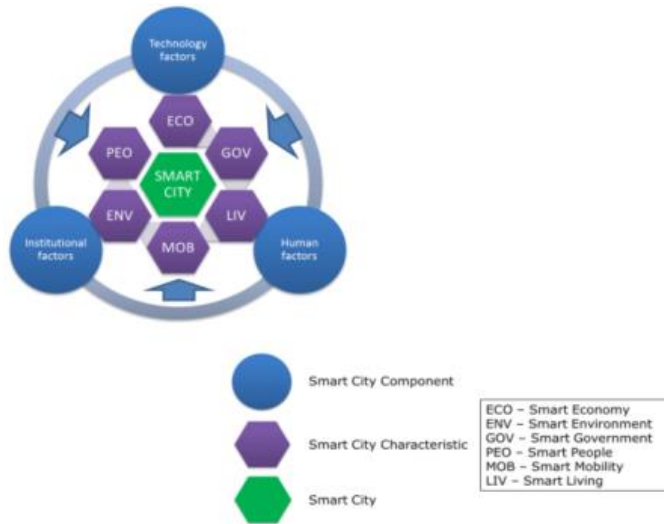 Technology
factors
ECO
PEO
GOV
SMART
CITY
ENV
LIV
Institutional
factors
MOB
Human
factors
Smart City Component
Smart City Characteristic
Smart City
ECO – Smart Economy
ENV – Smart Environment
GOV – Smart Government
PEO – Smart People
MOB – Smart Mobility
LIV – Smart Living